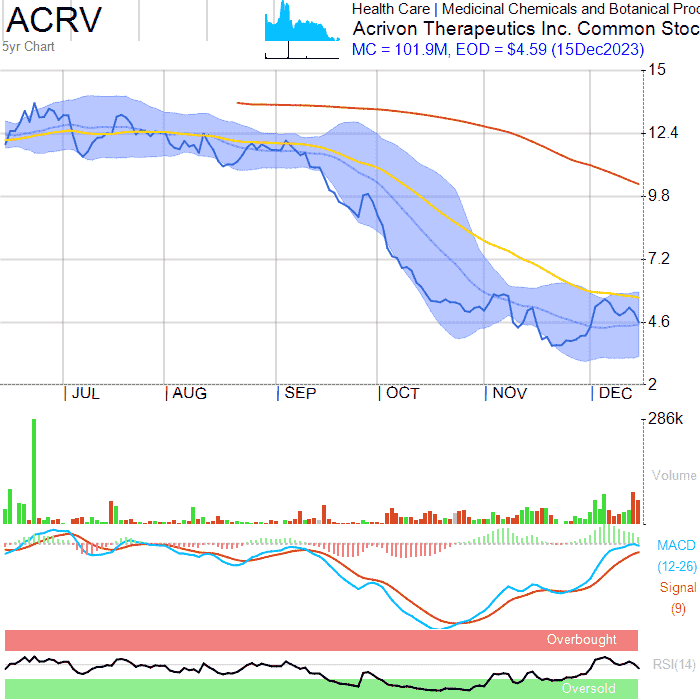 ACRV
5yr Chart
Health Care | Medicinal Chemicals and Botanical Proc
Acrivon Therapeutics Inc. Common Stoc
MC = 101.9M, EOD = $4.59 (15Dec2023)
15
12.4
9.8
7.2
4.6
2
JUL AUG SEP OCT NOV DEC
286k
Volume
MACD
(12-26)
Signal
(9)
Overbought
RSI(14)
Oversold